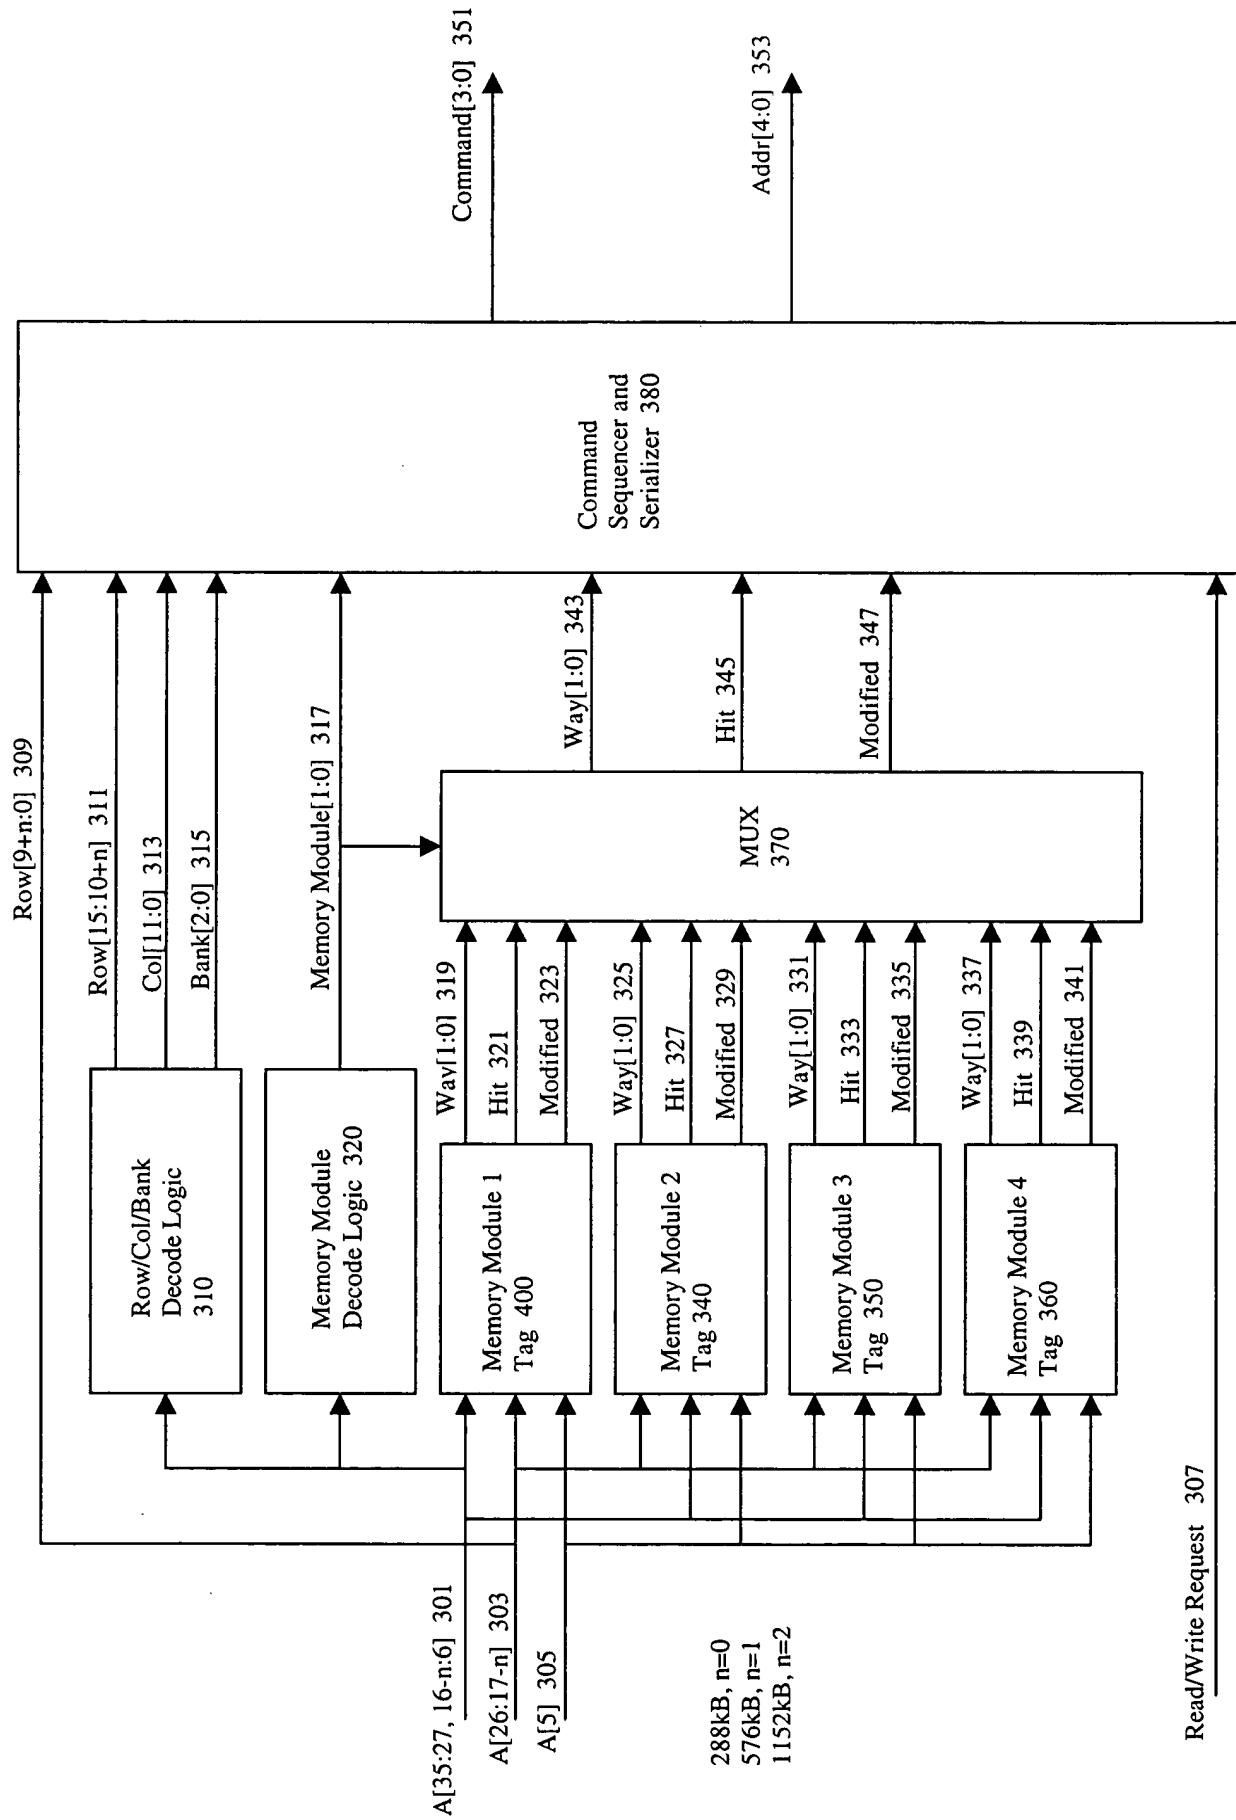 Row[9+n:0] 309
Row[15:10+n] 311
Col[11:0] 313
Bank[2:0] 315
Memory Module[1:0] 317
Row/Col/Bank
Decode Logic
310
Memory Module
Decode Logic 320
Memory Module 1
Tag 400
Memory Module 2
Tag 340
Memory Module 3
Tag 350
Memory Module 4
Tag 360
Way[1:0] 319
Hit 321
Modified 323
Way[1:0] 325
Hit 327
Modified 329
Way[1:0] 331
Hit 333
Modified 335
Way[1:0] 337
Hit 339
Modified 341
MUX
370
Way[1:0] 343
Hit 345
Modified 347
Command
Sequencer and
Serializer 380
Command[3:0] 351
Addr[4:0] 353
A[35:27, 16-n:6] 301
A[26:17-n] 303
A[5] 305
288kB, n=0
576kB, n=1
1152kB, n=2
Read/Write Request 307